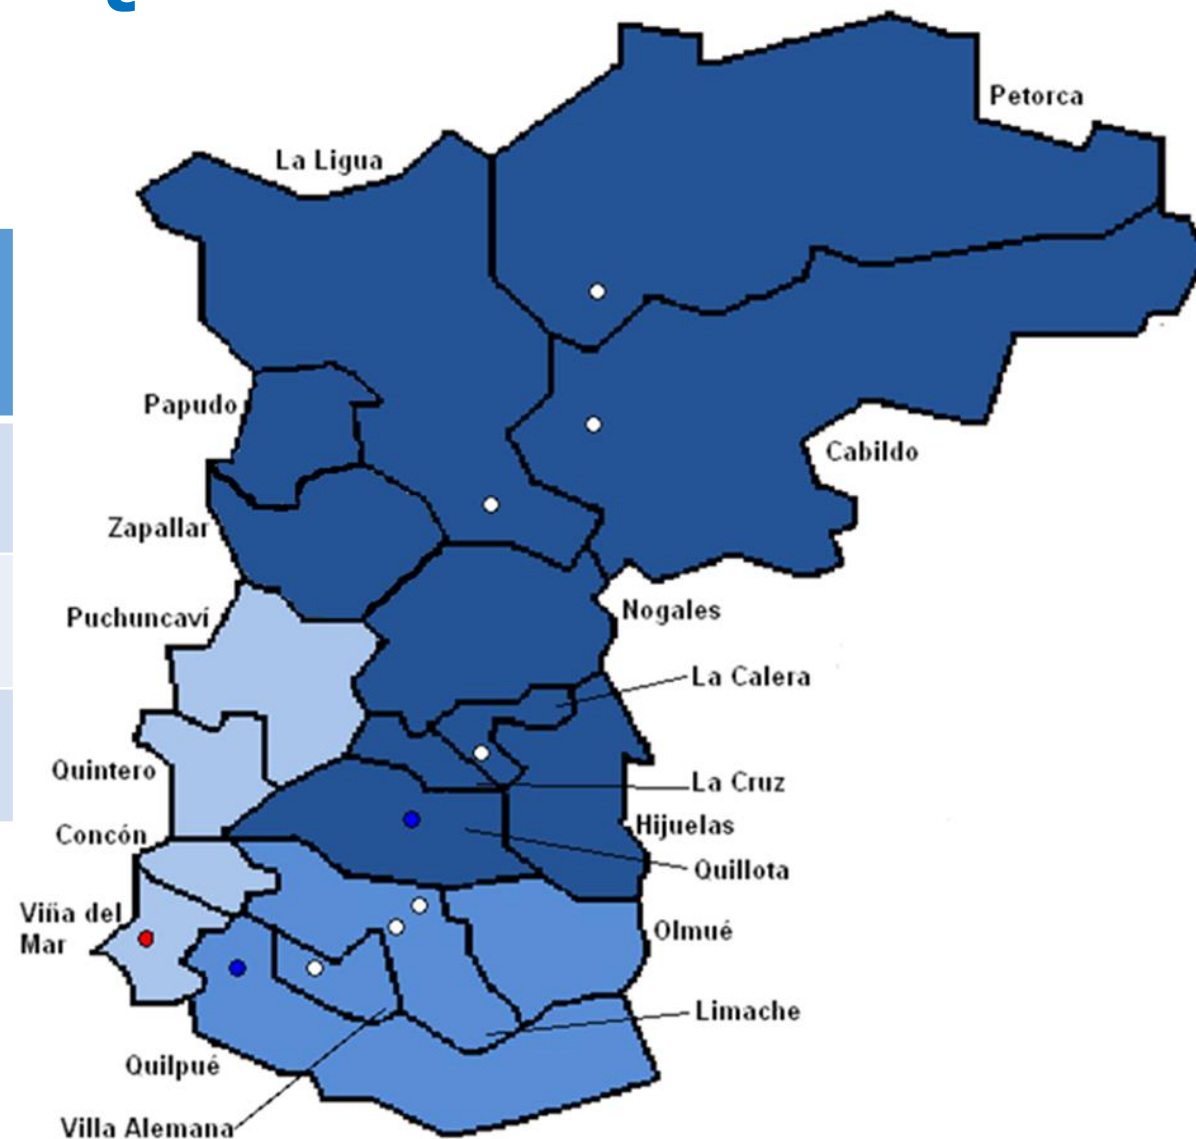 Petorca
La Ligua
Papudo
Cabildo
Zapallar
Puchuncaví
Nogales
La Calera
Quintero
La Cruz
Concón
Hijuelas
Quillota
Viña del
Mar
Olmué
Limache
Quilpué
Villa Alemana